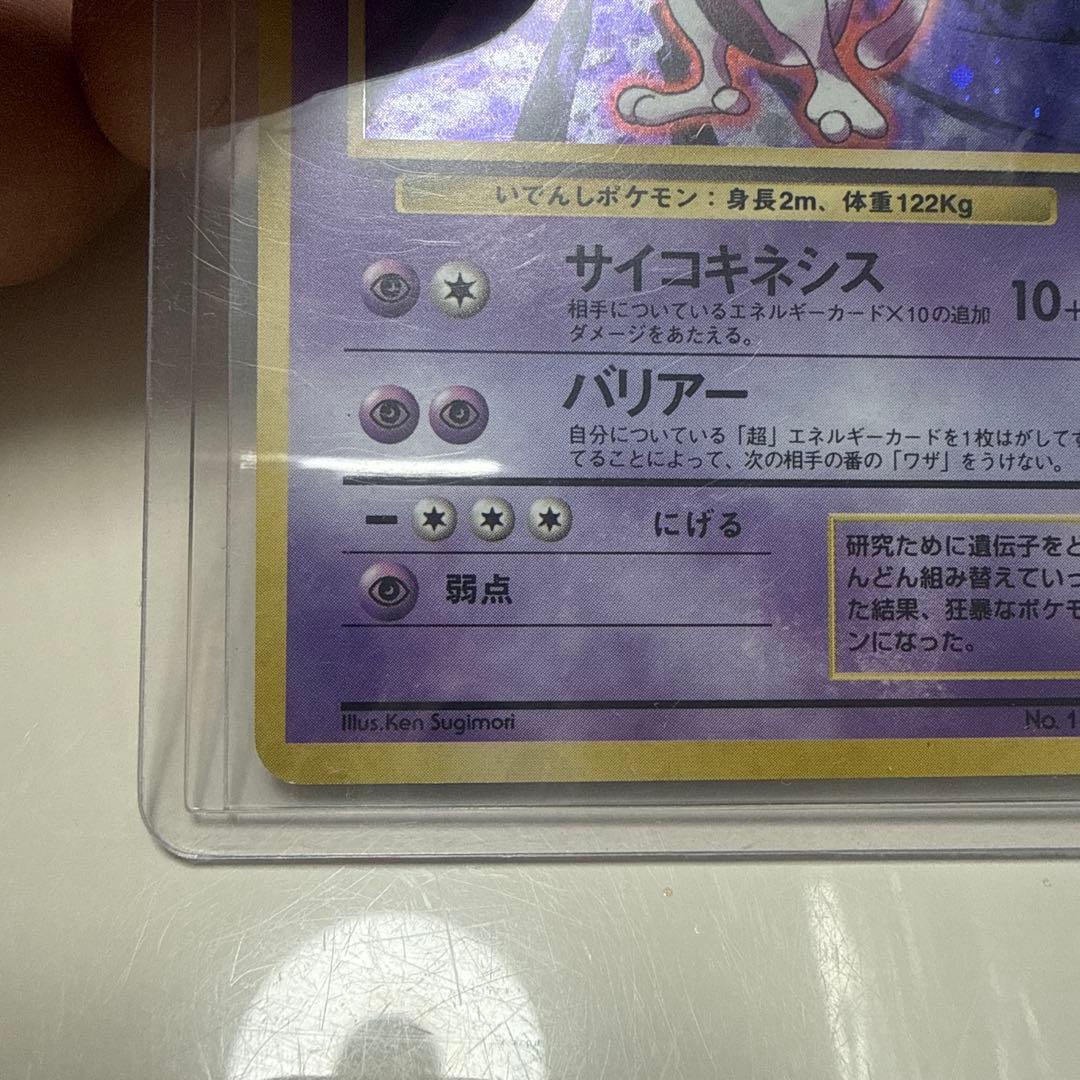 いでんしポケモン：身長2m、体重122Kg
サイコキネシス 10+
相手についているエネルギーカード×10の追加
ダメージをあたえる。
バリアー
自分についている「超」エネルギーカードを1枚はがしてす
てることによって、次の相手の番の「ワザ」をうけない。
ー にげる
弱点
研究ために遺伝子をど
んどん組み替えていっ
た結果、狂暴なポケモ
ンになった。
Illus.Ken Sugimori No. 1